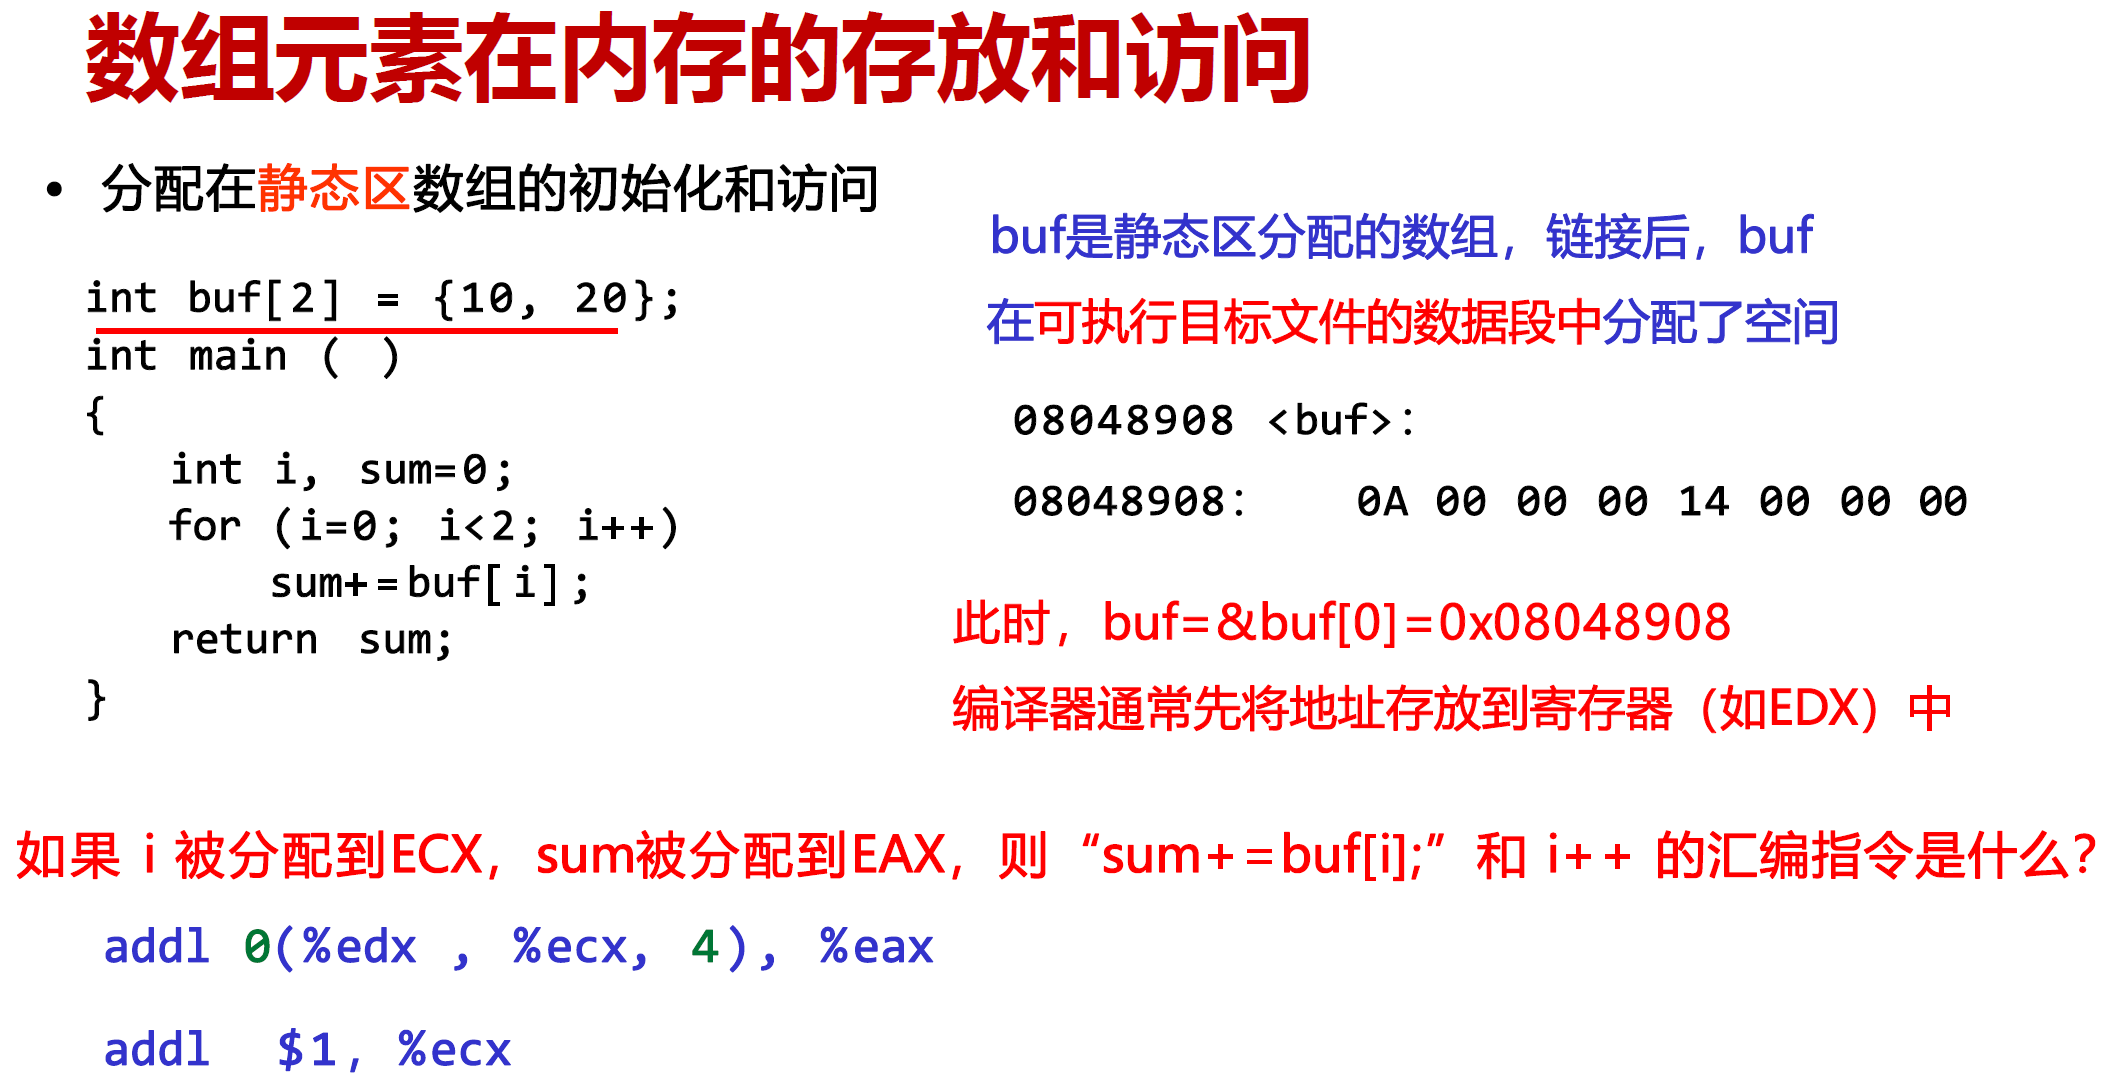 数组元素在内存的存放和访问
• 分配在静态区数组的初始化和访问
int buf[2] = {10, 20};
int main ( )
{
int i, sum=0;
for (i=0; i<2; i++)
sum+=buf[i];
return sum;
}
buf是静态区分配的数组，链接后，buf
在可执行目标文件的数据段中分配了空间
08048908 <buf>：
08048908： 0A 00 00 00 14 00 00 00
此时，buf=&buf[0]=0x08048908
编译器通常先将地址存放到寄存器（如EDX）中
如果 i 被分配到ECX，sum被分配到EAX，则“sum+=buf[i];”和 i++ 的汇编指令是什么？
addl 0(%edx , %ecx, 4), %eax
addl $1, %ecx